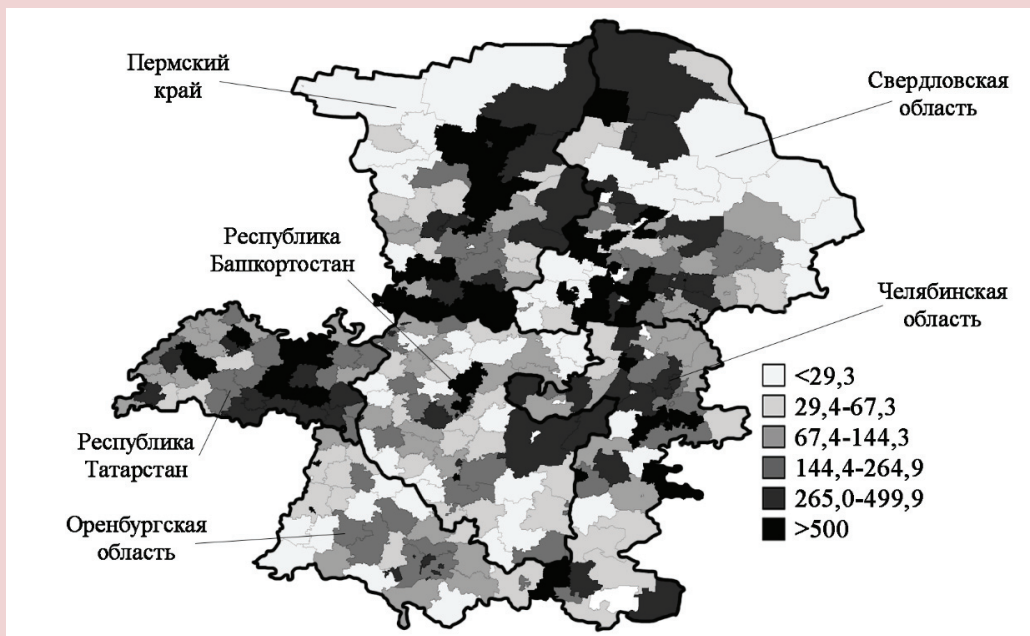 Пермский
край
Свердловская
область
Республика
Башкортостан
Челябинская
область
<29,3
29,4-67,3
67,4-144,3
144,4-264,9
265,0-499,9
>500
Республика
Татарстан
Оренбургская
область